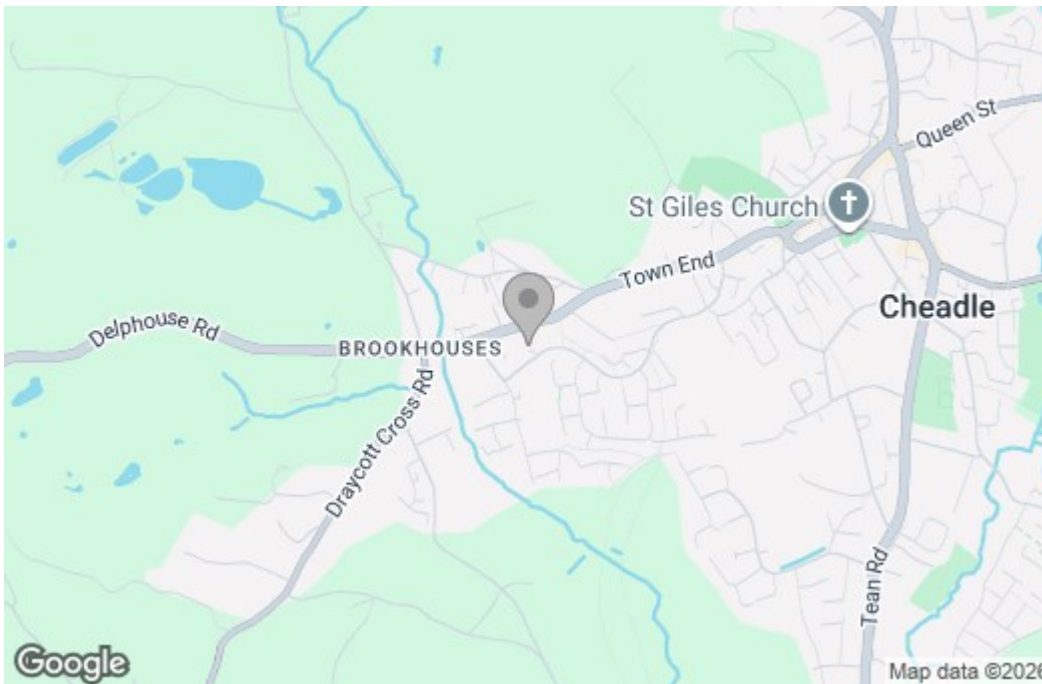 Queen St
St Giles Church
Town End
Cheadle
Delphouse Rd
BROOKHOUSES
Draycott Cross Rd
Tean Rd
Google
Map data ©2026